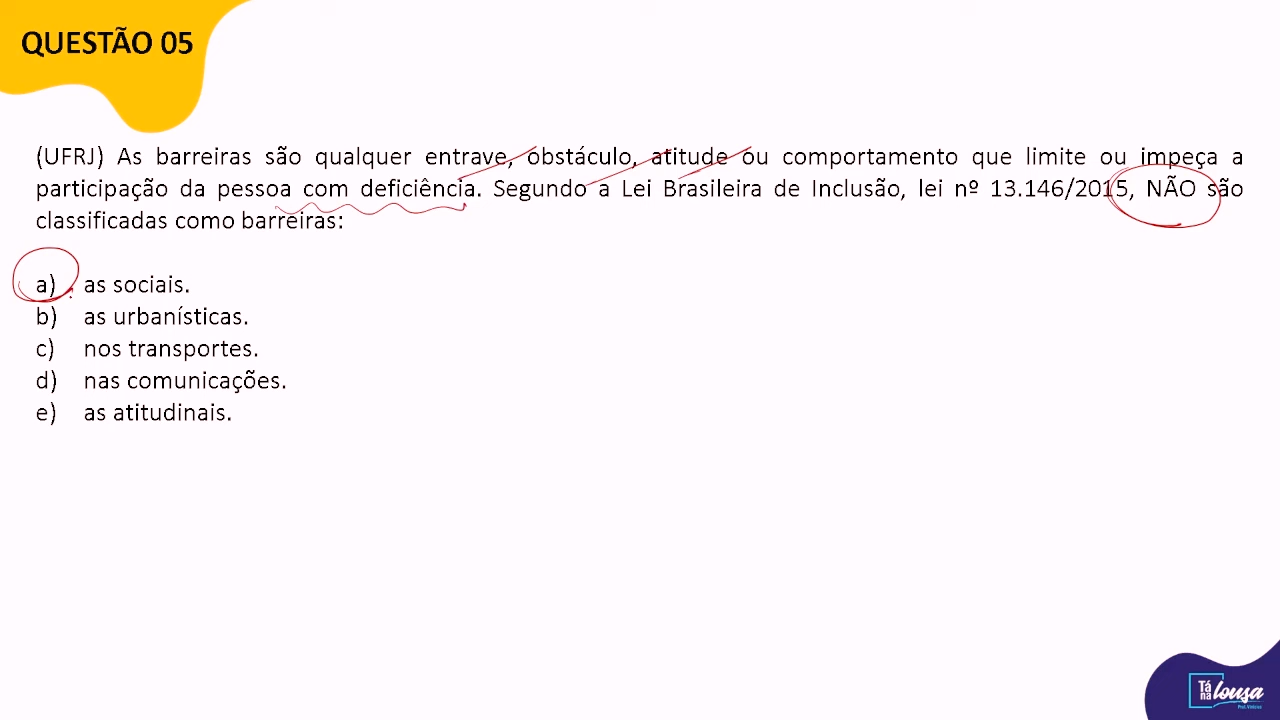 QUESTÃO 05
(UFRJ) As barreiras são qualquer entrave, obstáculo, atitude ou comportamento que limite ou impeça a
participação da pessoa com deficiência. Segundo a Lei Brasileira de Inclusão, lei nº 13.146/2015, NÃO são
classificadas como barreiras:
a) as sociais.
b) as urbanísticas.
c) nos transportes.
d) nas comunicações.
e) as atitudinais.
Tá
na lousa
Prof. Vinícius